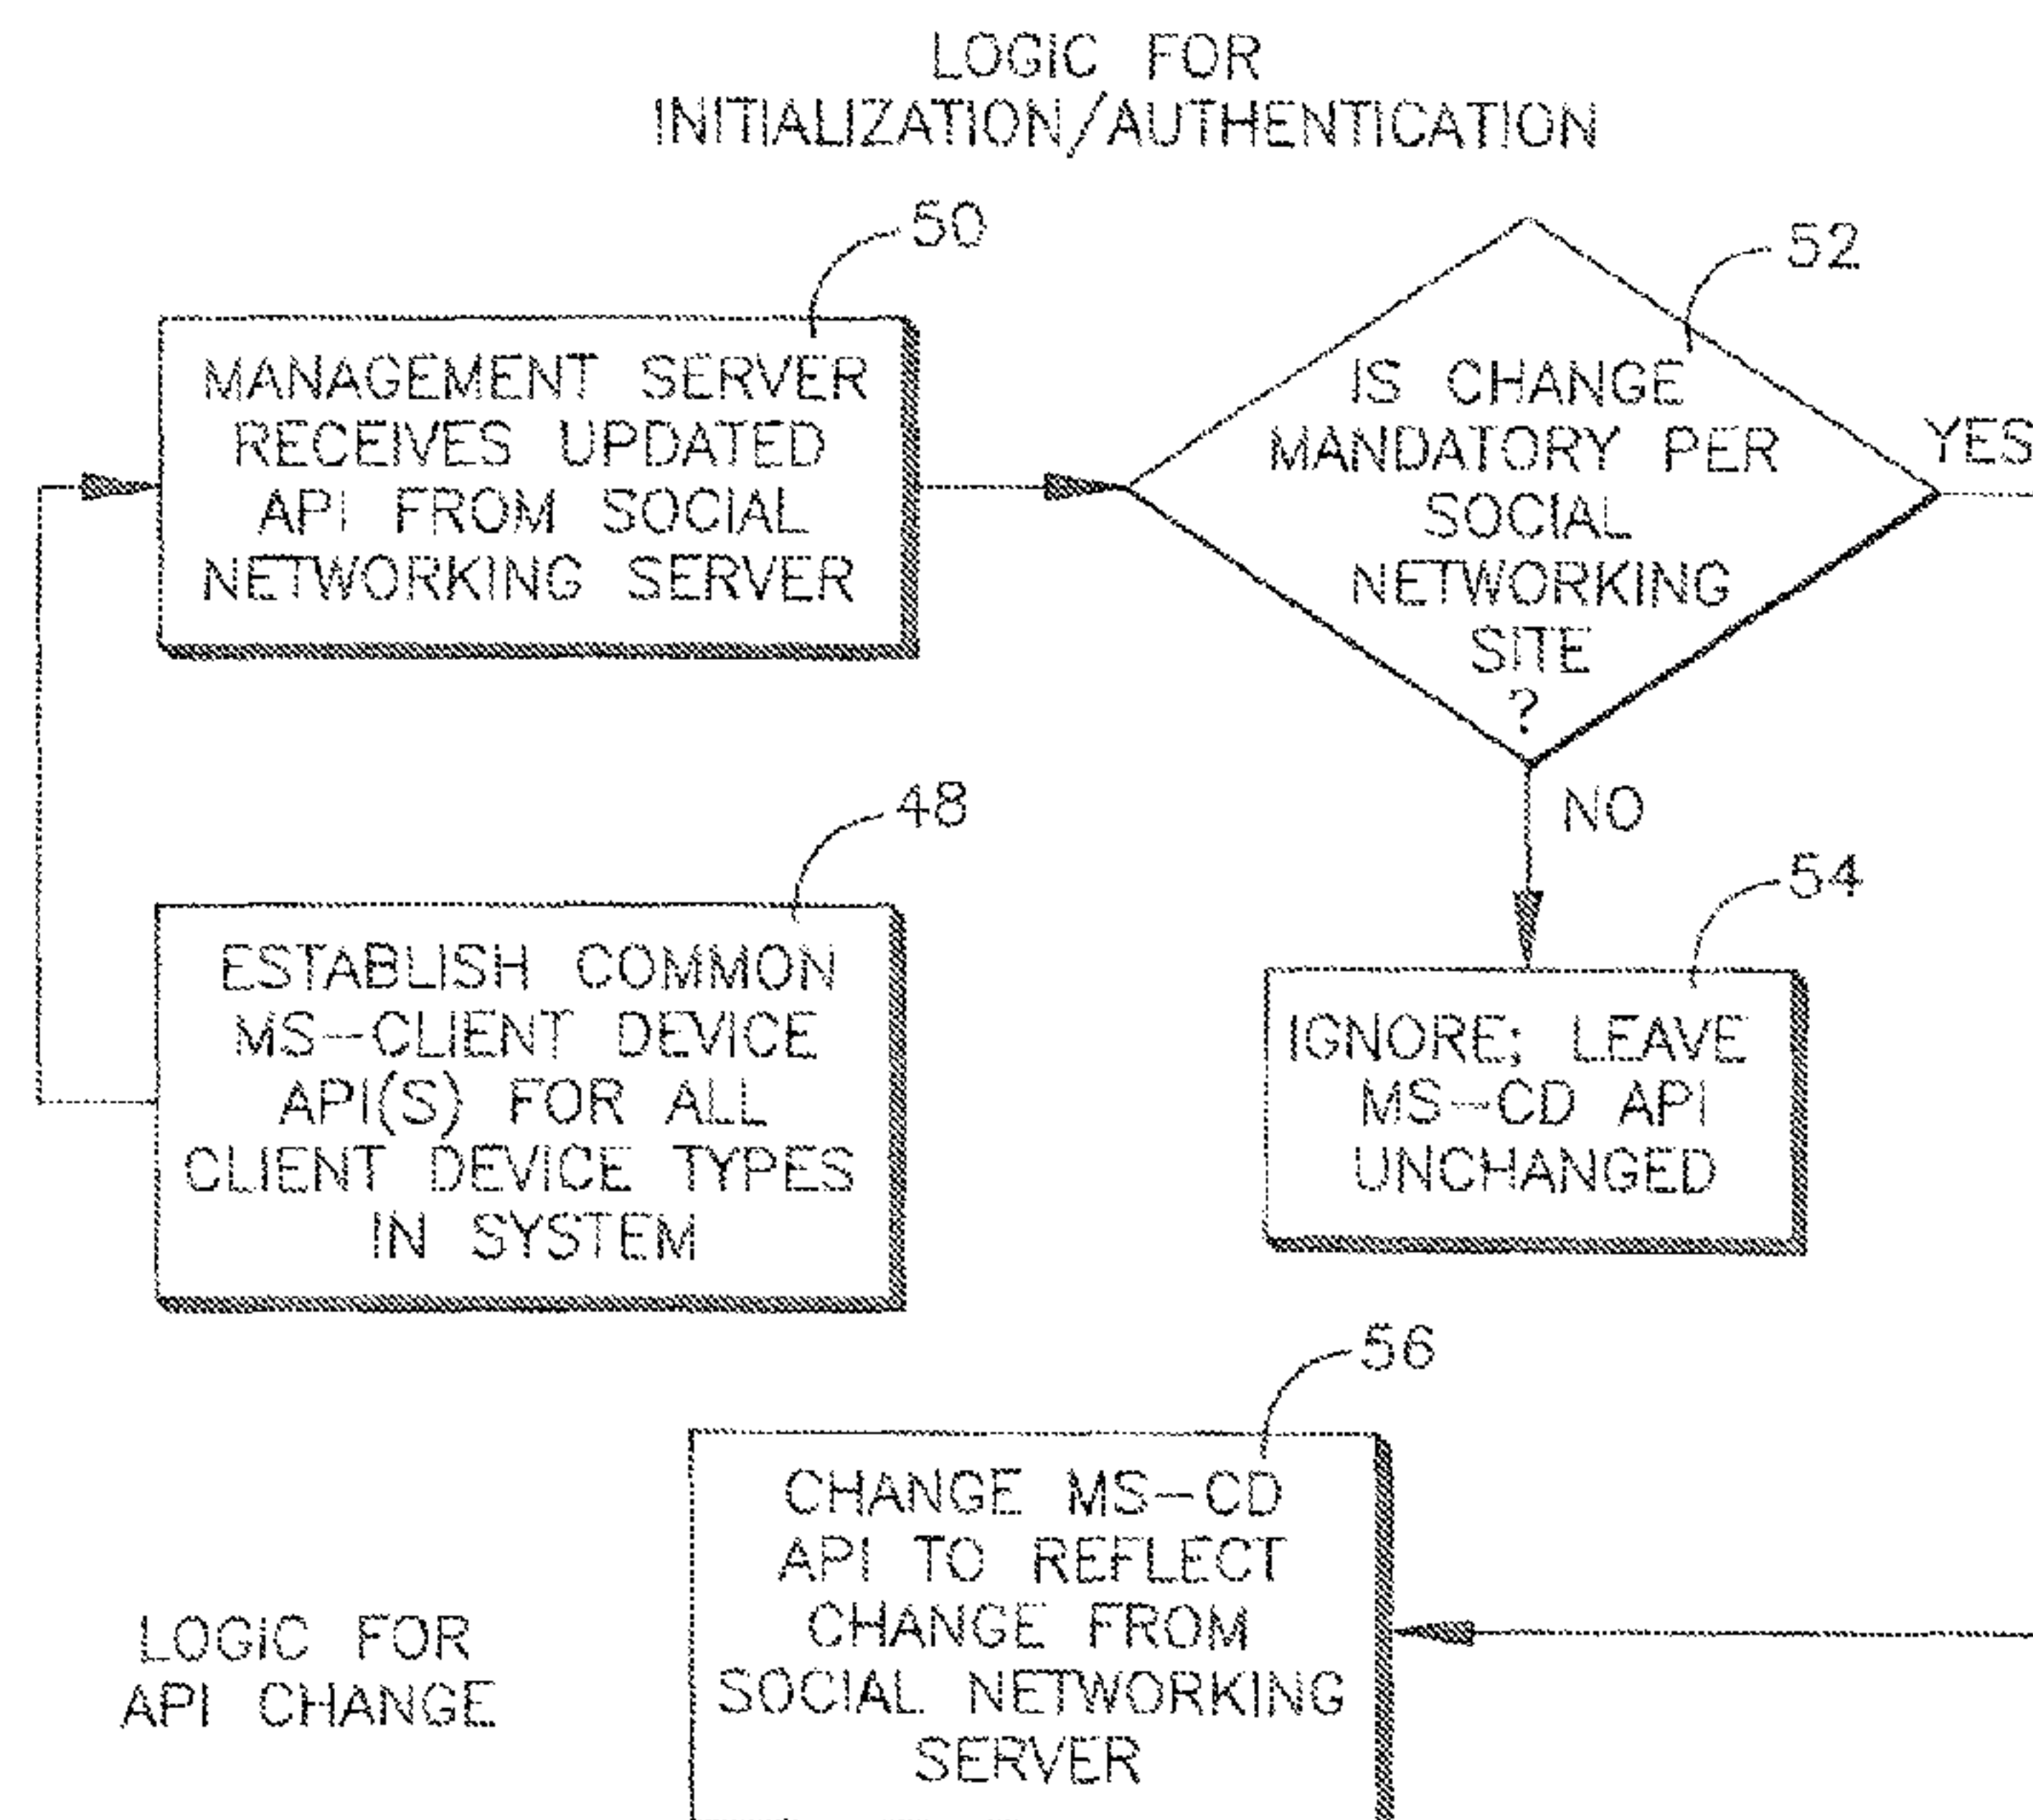 LOGIC FOR
INITIALIZATION/AUTHENTICATION
50
MANAGEMENT SERVER
RECEIVES UPDATED
API FROM SOCIAL
NETWORKING SERVER
52
IS CHANGE
MANDATORY PER
SOCIAL
NETWORKING
SITE
?
YES
NO
48
ESTABLISH COMMON
MS-CLIENT DEVICE
API(S) FOR ALL
CLIENT DEVICE TYPES
IN SYSTEM
54
IGNORE; LEAVE
MS-CD API
UNCHANGED
56
CHANGE MS-CD
API TO REFLECT
CHANGE FROM
SOCIAL NETWORKING
SERVER
LOGIC FOR
API CHANGE